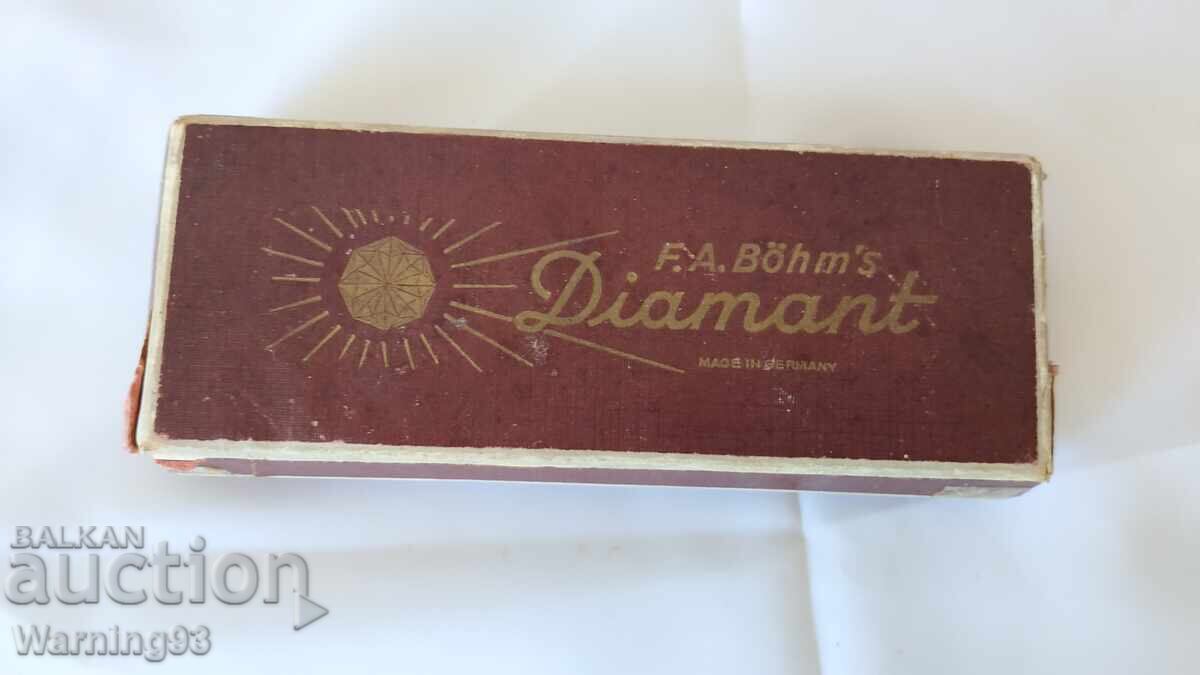 F.A. Böhm's
Diamant
MADE IN GERMANY
BALKAN
auction
Warning93